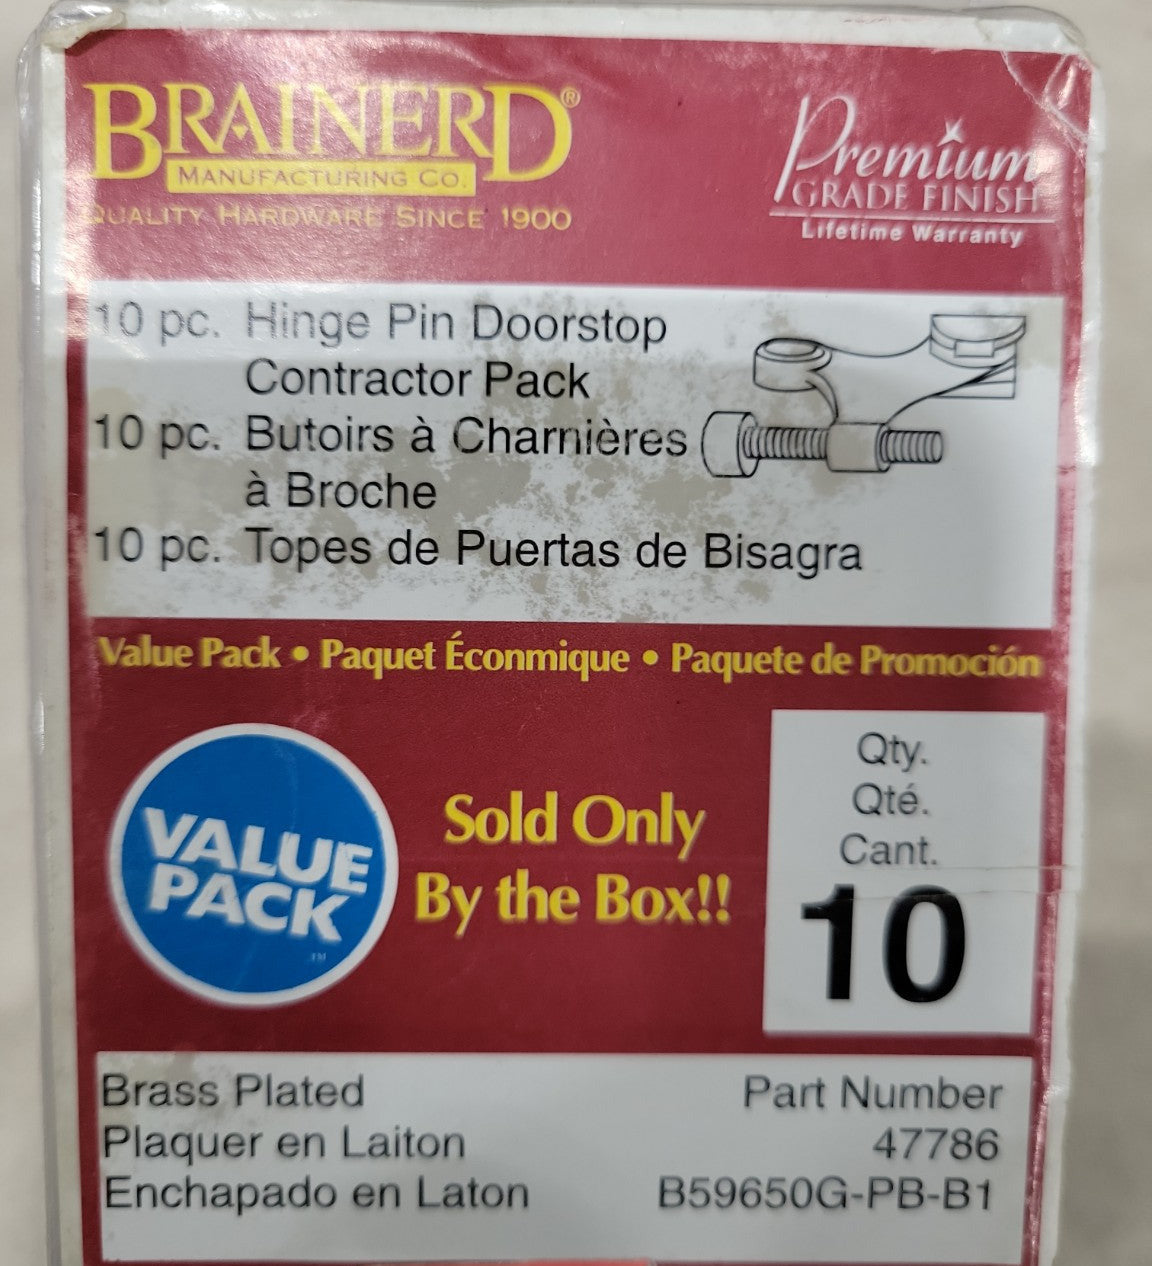 BRAINERD®
MANUFACTURING CO.
QUALITY HARDWARE SINCE 1900
Premium
GRADE FINISH
Lifetime Warranty
10 pc. Hinge Pin Doorstop
Contractor Pack
10 pc. Butoirs à Charnières
à Broche
10 pc. Topes de Puertas de Bisagra
Value Pack • Paquet Éconmique • Paquete de Promoción
VALUE
PACK
TM
Sold Only
By the Box!!
Qty.
Qté.
Cant.
10
Brass Plated
Plaquer en Laiton
Enchapado en Laton
Part Number
47786
B59650G-PB-B1